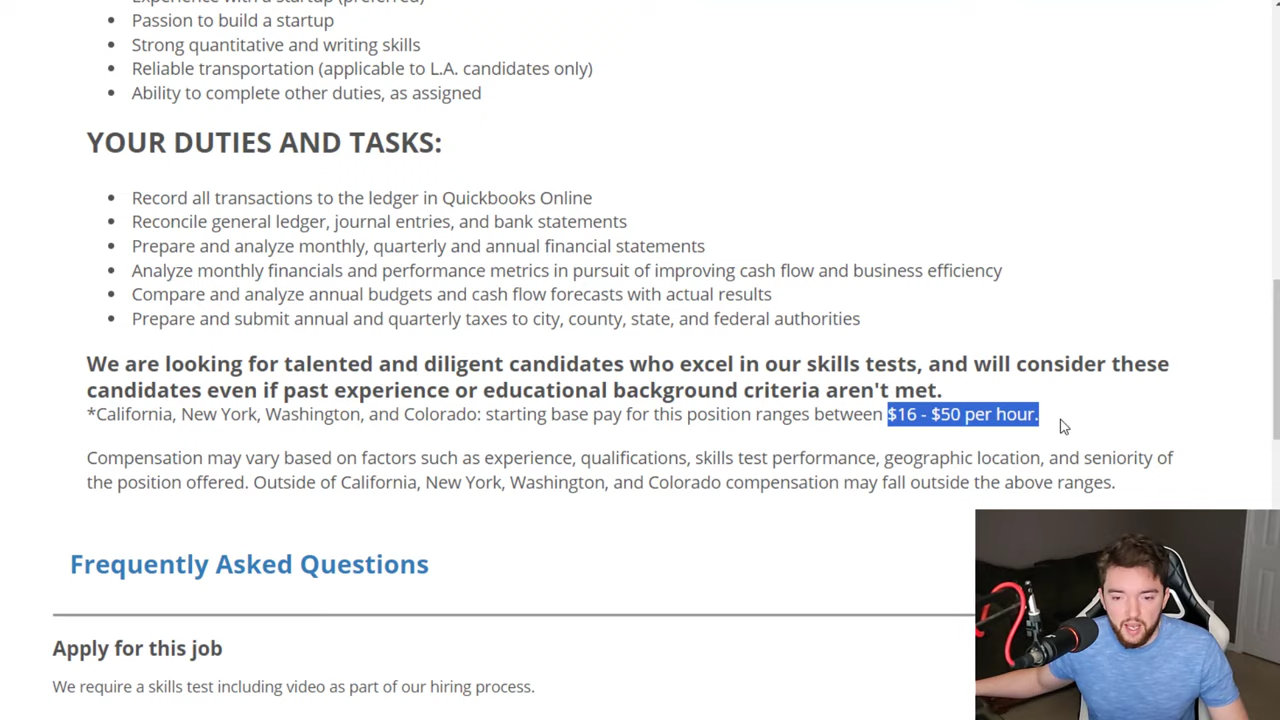 Experience with a startup (preferred)
Passion to build a startup
Strong quantitative and writing skills
Reliable transportation (applicable to L.A. candidates only)
Ability to complete other duties, as assigned
YOUR DUTIES AND TASKS:
Record all transactions to the ledger in Quickbooks Online
Reconcile general ledger, journal entries, and bank statements
Prepare and analyze monthly, quarterly and annual financial statements
Analyze monthly financials and performance metrics in pursuit of improving cash flow and business efficiency
Compare and analyze annual budgets and cash flow forecasts with actual results
Prepare and submit annual and quarterly taxes to city, county, state, and federal authorities
We are looking for talented and diligent candidates who excel in our skills tests, and will consider these
candidates even if past experience or educational background criteria aren't met.
*California, New York, Washington, and Colorado: starting base pay for this position ranges between $16 - $50 per hour.
Compensation may vary based on factors such as experience, qualifications, skills test performance, geographic location, and seniority of
the position offered. Outside of California, New York, Washington, and Colorado compensation may fall outside the above ranges.
Frequently Asked Questions
Apply for this job
We require a skills test including video as part of our hiring process.